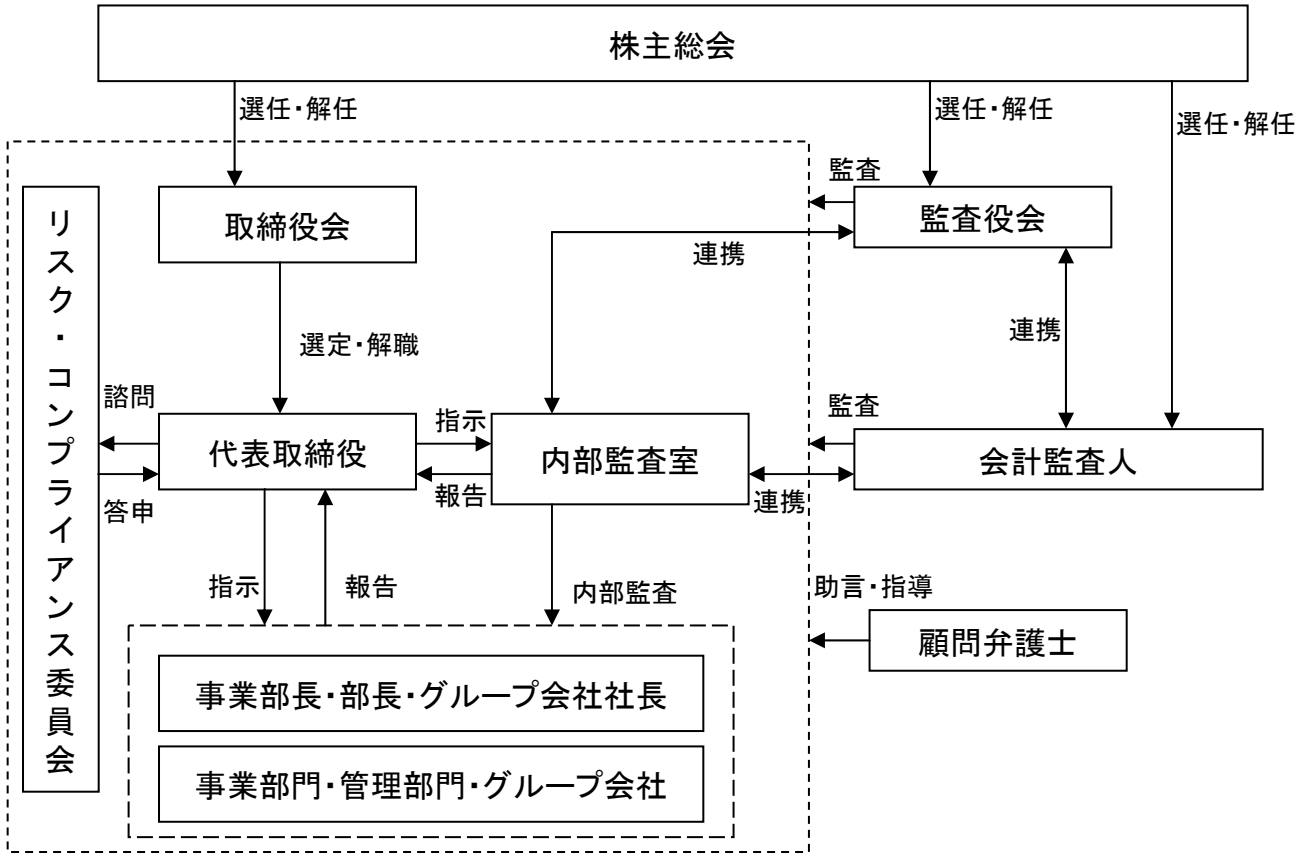 株主総会
選任・解任
選任・解任
選任・解任
監査
取締役会
監査役会
連携
リスク・コンプライアンス委員会
選定・解職
連携
諮問
代表取締役
指示
内部監査室
監査
会計監査人
報告
連携
答申
指示
報告
内部監査
助言・指導
顧問弁護士
事業部長・部長・グループ会社社長
事業部門・管理部門・グループ会社